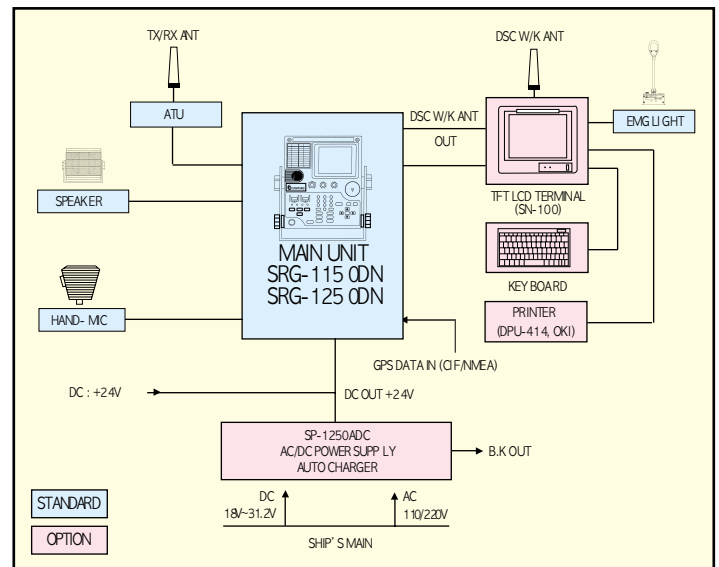 TX/RX ANT
DSC W/K ANT
ATU
DSC W/K ANT
OUT
EMG LIGHT
SPEAKER
TFT LCD TERMINAL
(SN-100)
MAIN UNIT
SRG-1150DN
SRG-1250DN
KEY BOARD
HAND- MIC
PRINTER
(DPU-414, OKI)
GPS DATA IN (CIF/NMEA)
DC : +24V
DC OUT +24V
SP-1250ADC
AC/DC POWER SUPPLY
AUTO CHARGER
B.K OUT
STANDARD
DC
18V~31.2V
AC
110/220V
OPTION
SHIP'S MAIN